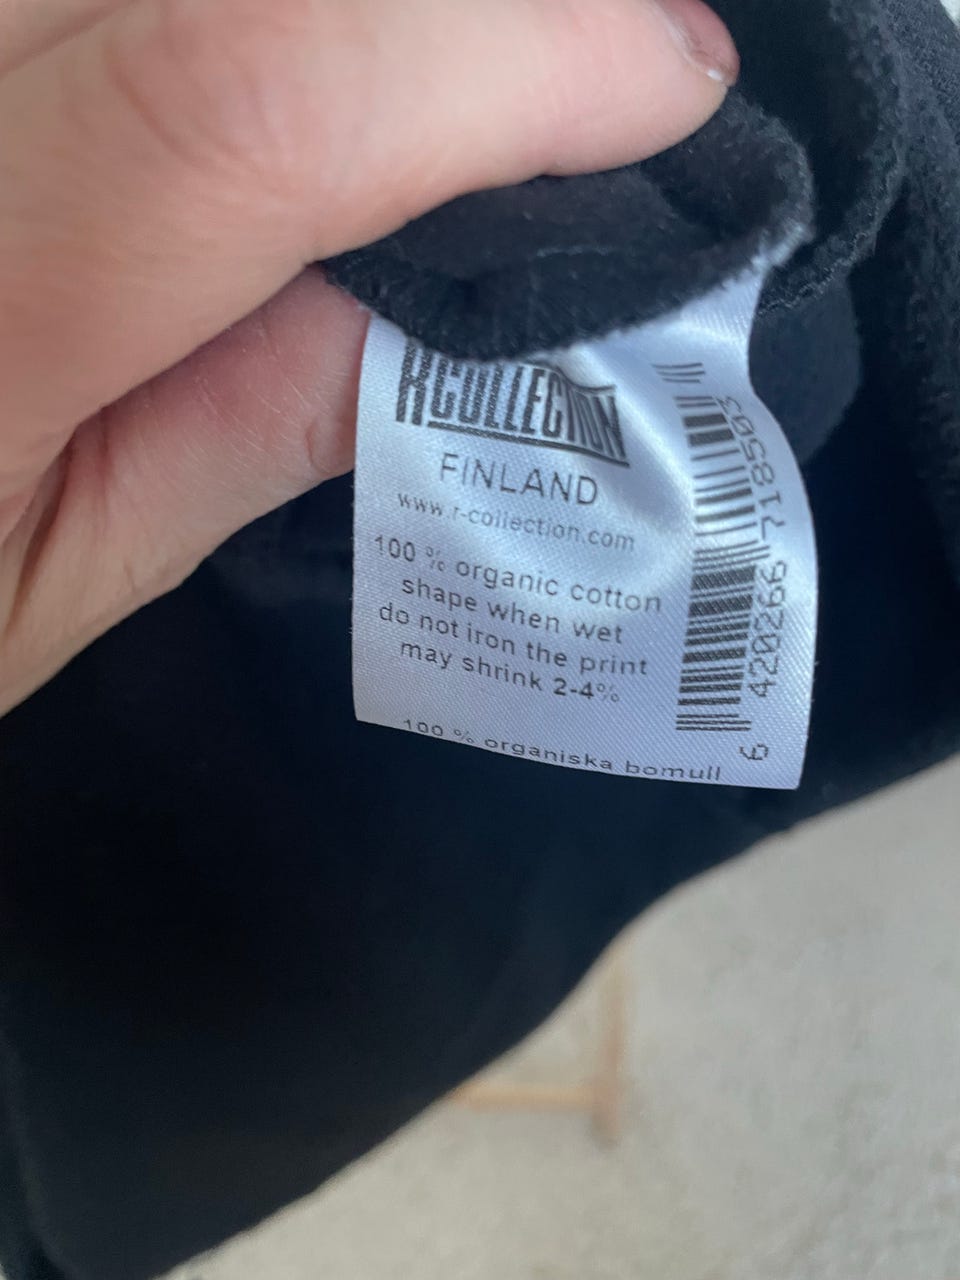 RCOLLECTION
FINLAND
www.r-collection.com
100 % organic cotton
shape when wet
do not iron the print
may shrink 2-4%
100 % organiska bomull
6 420266 718503